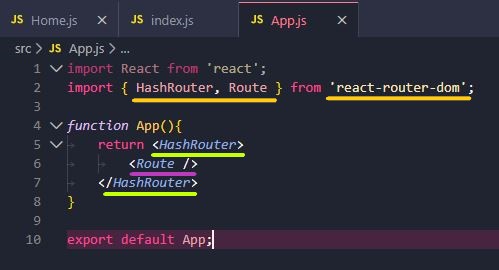 JS Home.js JS index.js JS App.js
src > JS App.js > ...
1 import React from 'react';
2 import { HashRouter, Route } from 'react-router-dom';
3
4 function App(){
5 return <HashRouter>
6 <Route />
7 </HashRouter>
8 }
9
10 export default App;